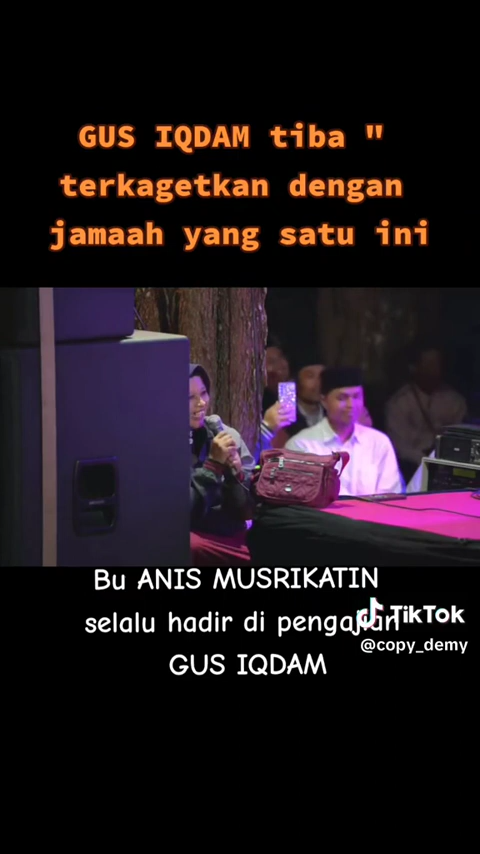 GUS IQDAM tiba "
terkagetkan dengan
jamaah yang satu ini
Bu ANIS MUSRIKATIN
selalu hadir di pengajian
GUS IQDAM
TikTok
@copy_demy